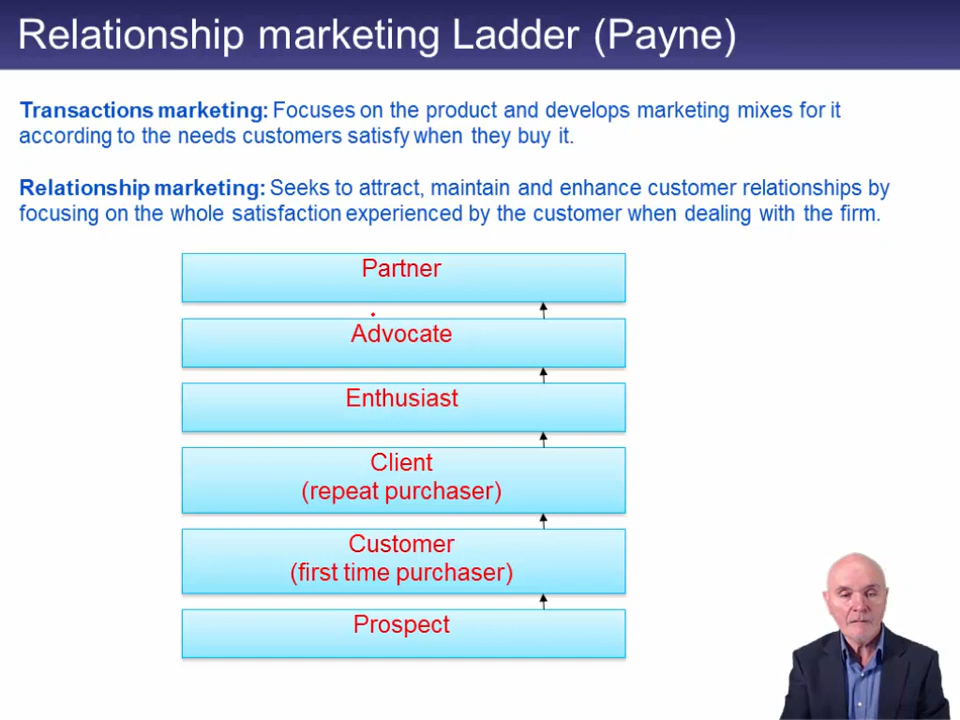 Relationship marketing Ladder (Payne)
Transactions marketing: Focuses on the product and develops marketing mixes for it
according to the needs customers satisfy when they buy it.
Relationship marketing: Seeks to attract, maintain and enhance customer relationships by
focusing on the whole satisfaction experienced by the customer when dealing with the firm.
Partner
Advocate
Enthusiast
Client
(repeat purchaser)
Customer
(first time purchaser)
Prospect